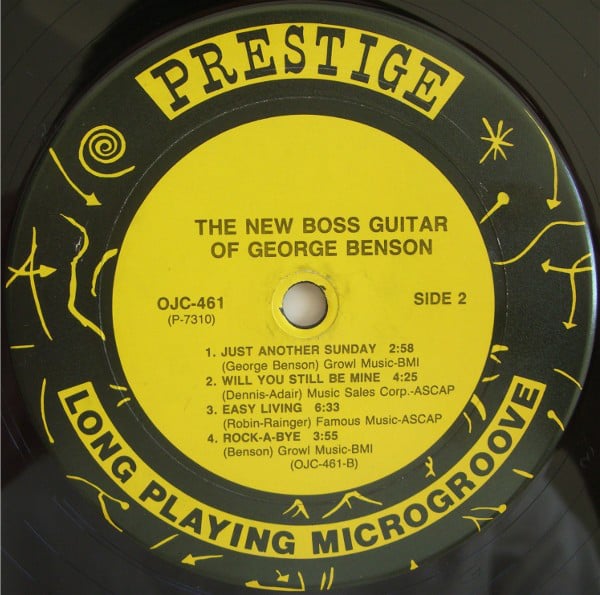 PRESTIGE
THE NEW BOSS GUITAR
OF GEORGE BENSON
OJC-461
(P-7310)
SIDE 2
1. JUST ANOTHER SUNDAY 2:58
(George Benson) Growl Music-BMI
2. WILL YOU STILL BE MINE 4:25
(Dennis-Adair) Music Sales Corp.-ASCAP
3. EASY LIVING 6:33
(Robin-Rainger) Famous Music-ASCAP
4. ROCK-A-BYE 3:55
(Benson) Growl Music-BMI
(OJC-461-B)
LONG PLAYING MICROGROOVE